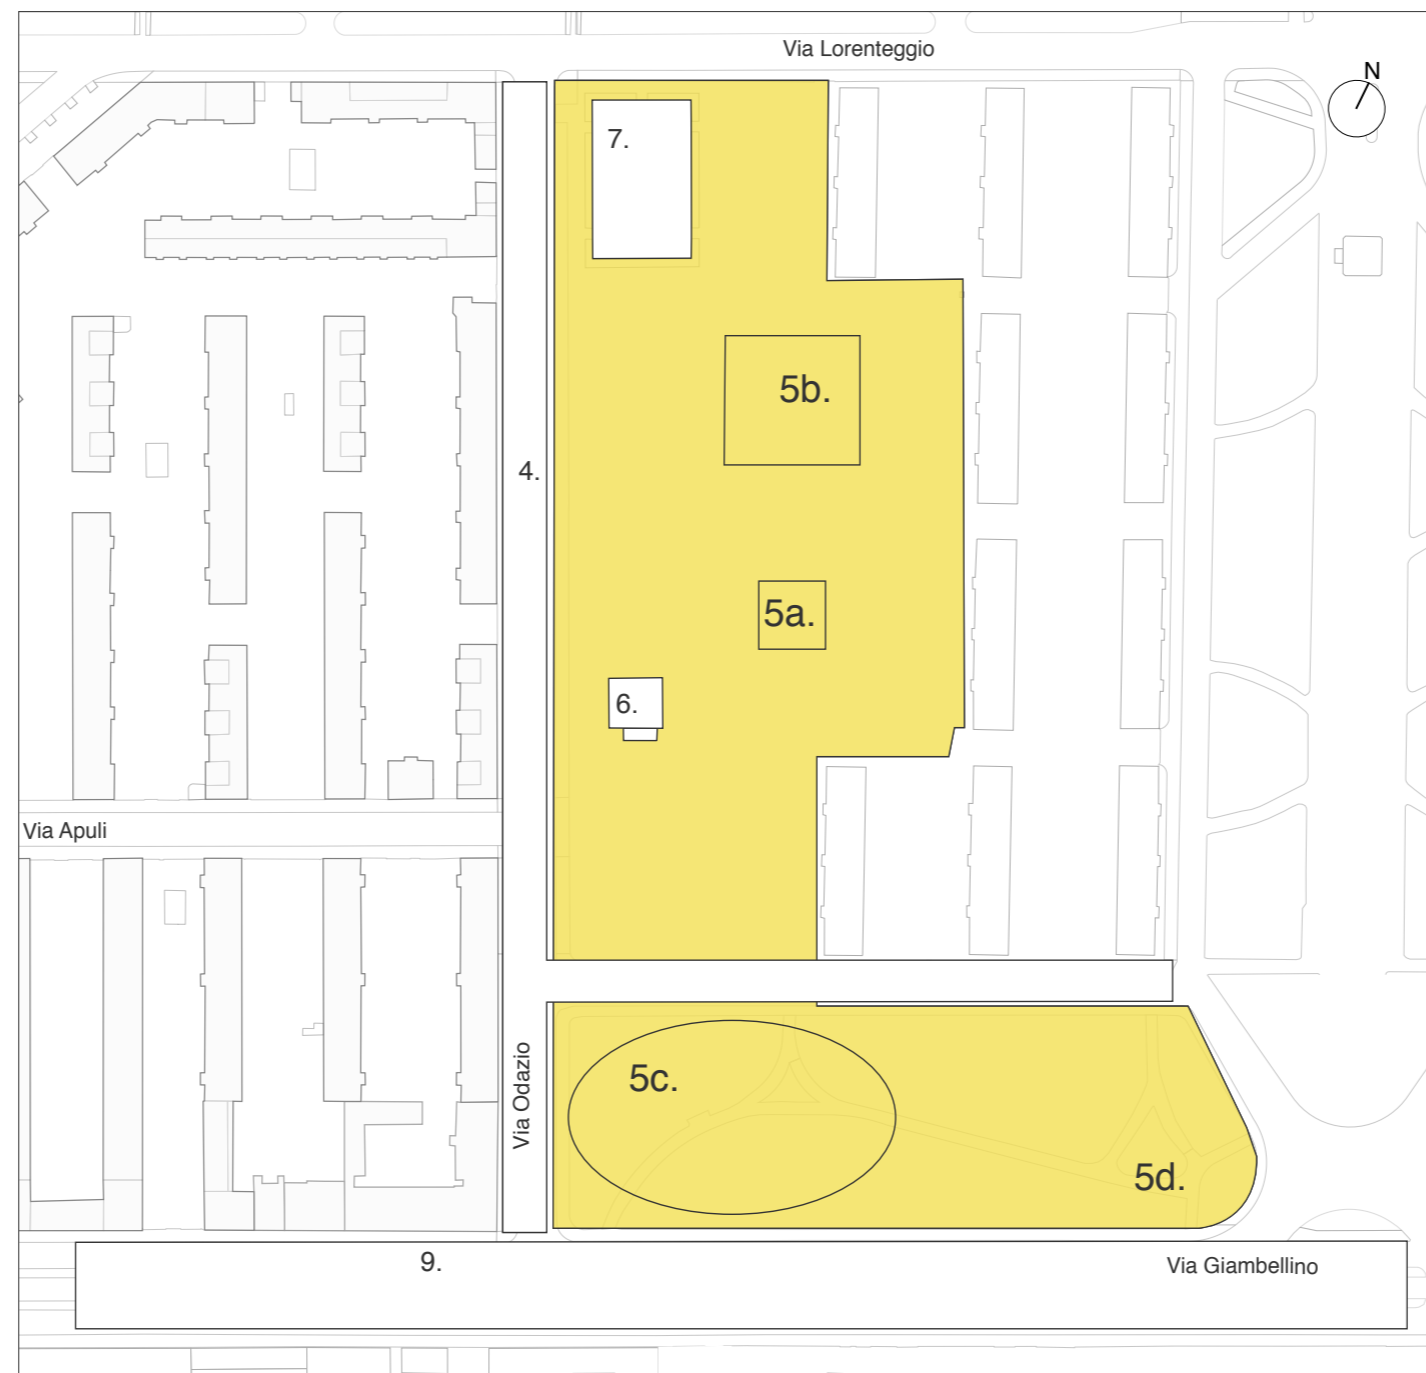 Via Lorenteggio
N
7.
5b.
4.
5a.
6.
Via Apuli
Via Odazio
5c.
5d.
9.
Via Giambellino